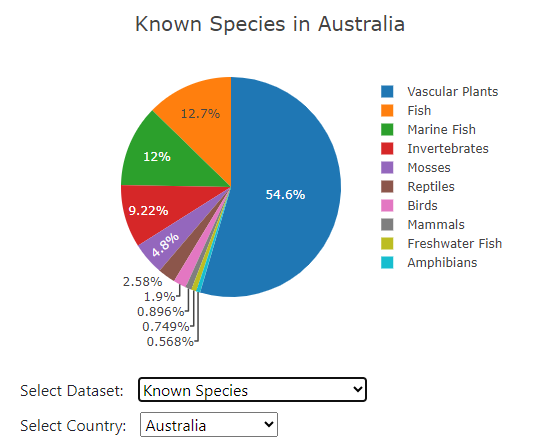 Known Species in Australia
12.7%
12%
54.6%
9.22%
4.8%
2.58%
1.9%
0.896%
0.749%
0.568%
Vascular Plants
Fish
Marine Fish
Invertebrates
Mosses
Reptiles
Birds
Mammals
Freshwater Fish
Amphibians
Select Dataset: Known Species
Select Country: Australia